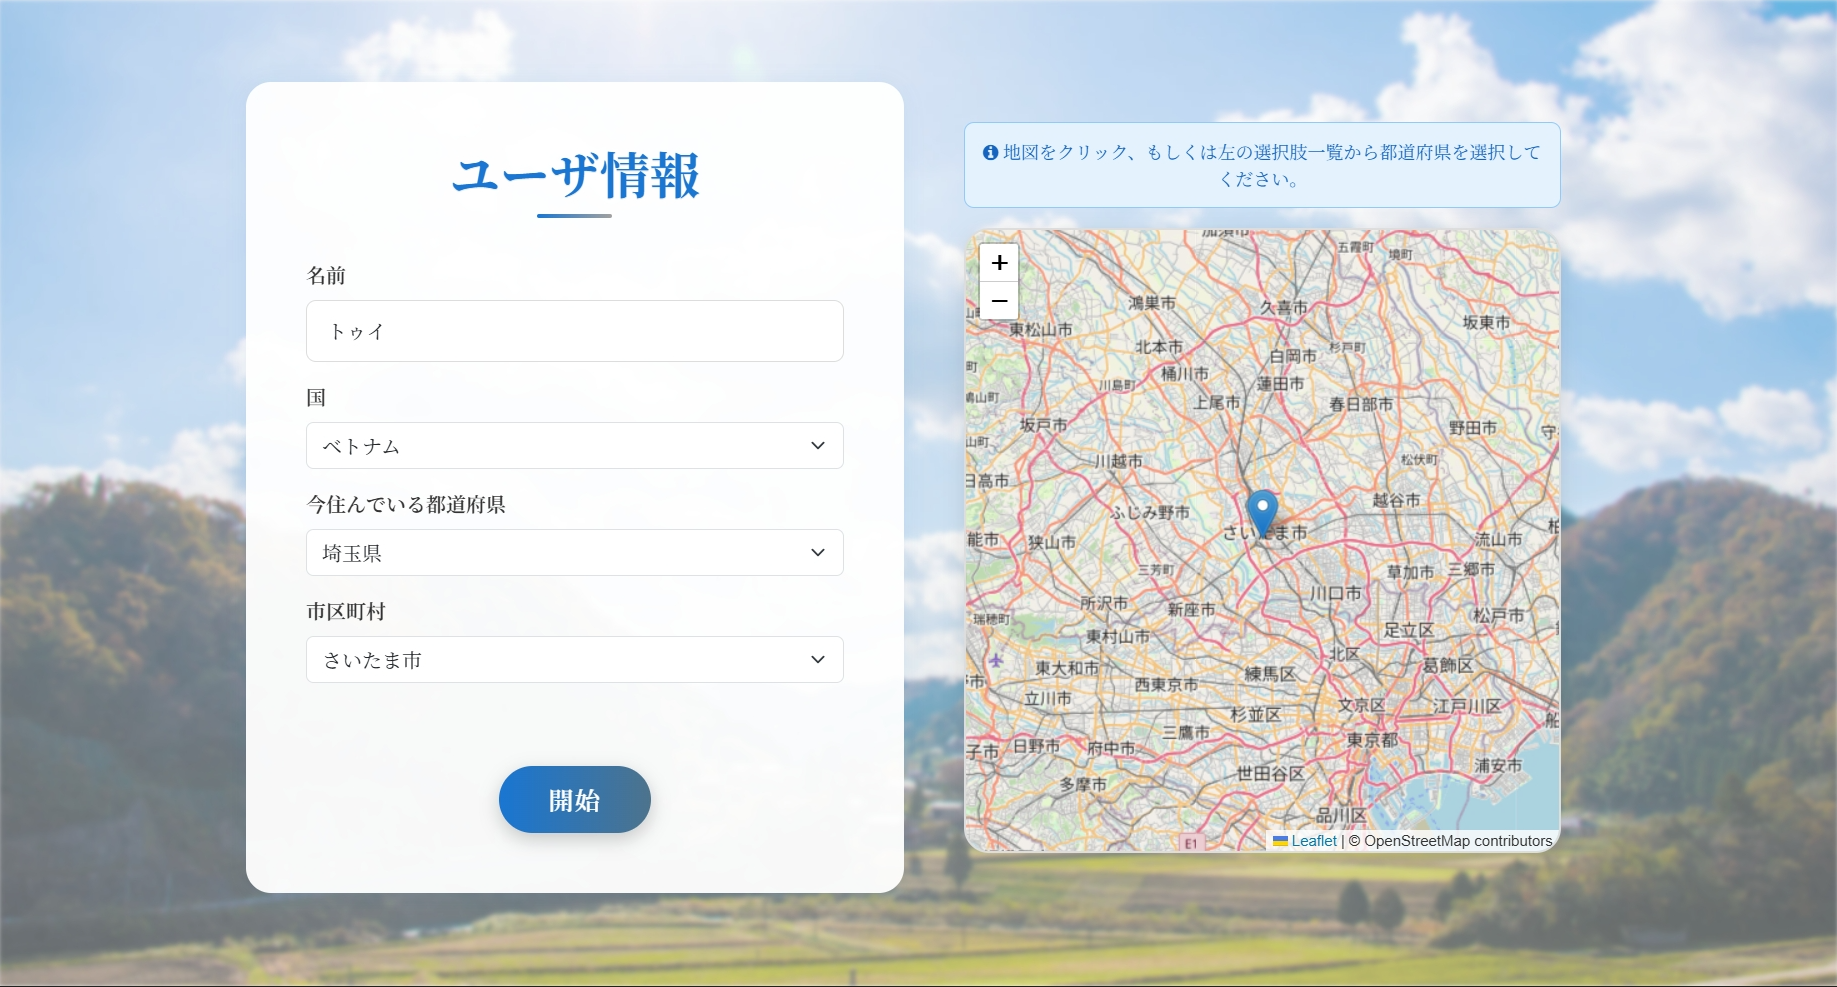 ユーザ情報
名前
トゥイ
国
ベトナム
今住んでいる都道府県
埼玉県
市区町村
さいたま市
開始
地図をクリック、もしくは左の選択肢一覧から都道府県を選択して
ください。
+
−
加須市
五霞町
境町
鴻巣市
久喜市
坂東市
東松山市
北本市
白岡市
杉戸町
桶川市
蓮田市
川島町
鳩山町
上尾市
春日部市
坂戸市
野田市
守
川越市
松伏町
日高市
越谷市
ふじみ野市
さいたま市
能市
狭山市
流山市
柏
三芳町
草加市
三郷市
川口市
所沢市
新座市
瑞穂町
松戸市
足立区
東村山市
北区
葛飾区
東大和市
練馬区
西東京市
立川市
文京区
江戸川区
杉並区
船
三鷹市
東京都
子市
日野市
府中市
浦安市
世田谷区
多摩市
品川区
E1
Leaflet | © OpenStreetMap contributors